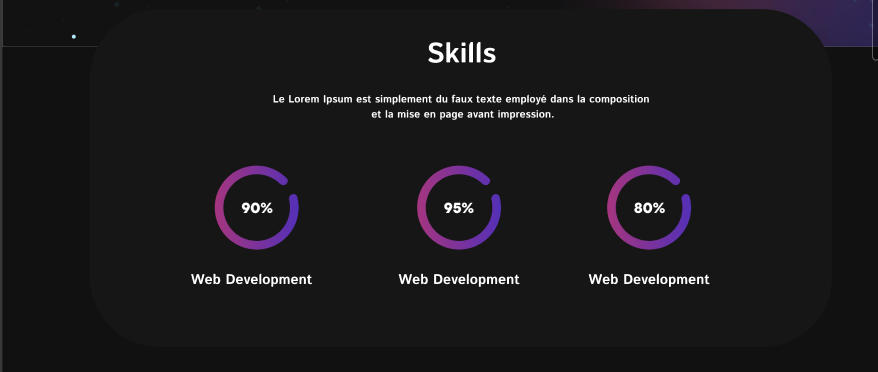 Skills
Le Lorem Ipsum est simplement du faux texte employé dans la composition
et la mise en page avant impression.
90%
95%
80%
Web Development
Web Development
Web Development